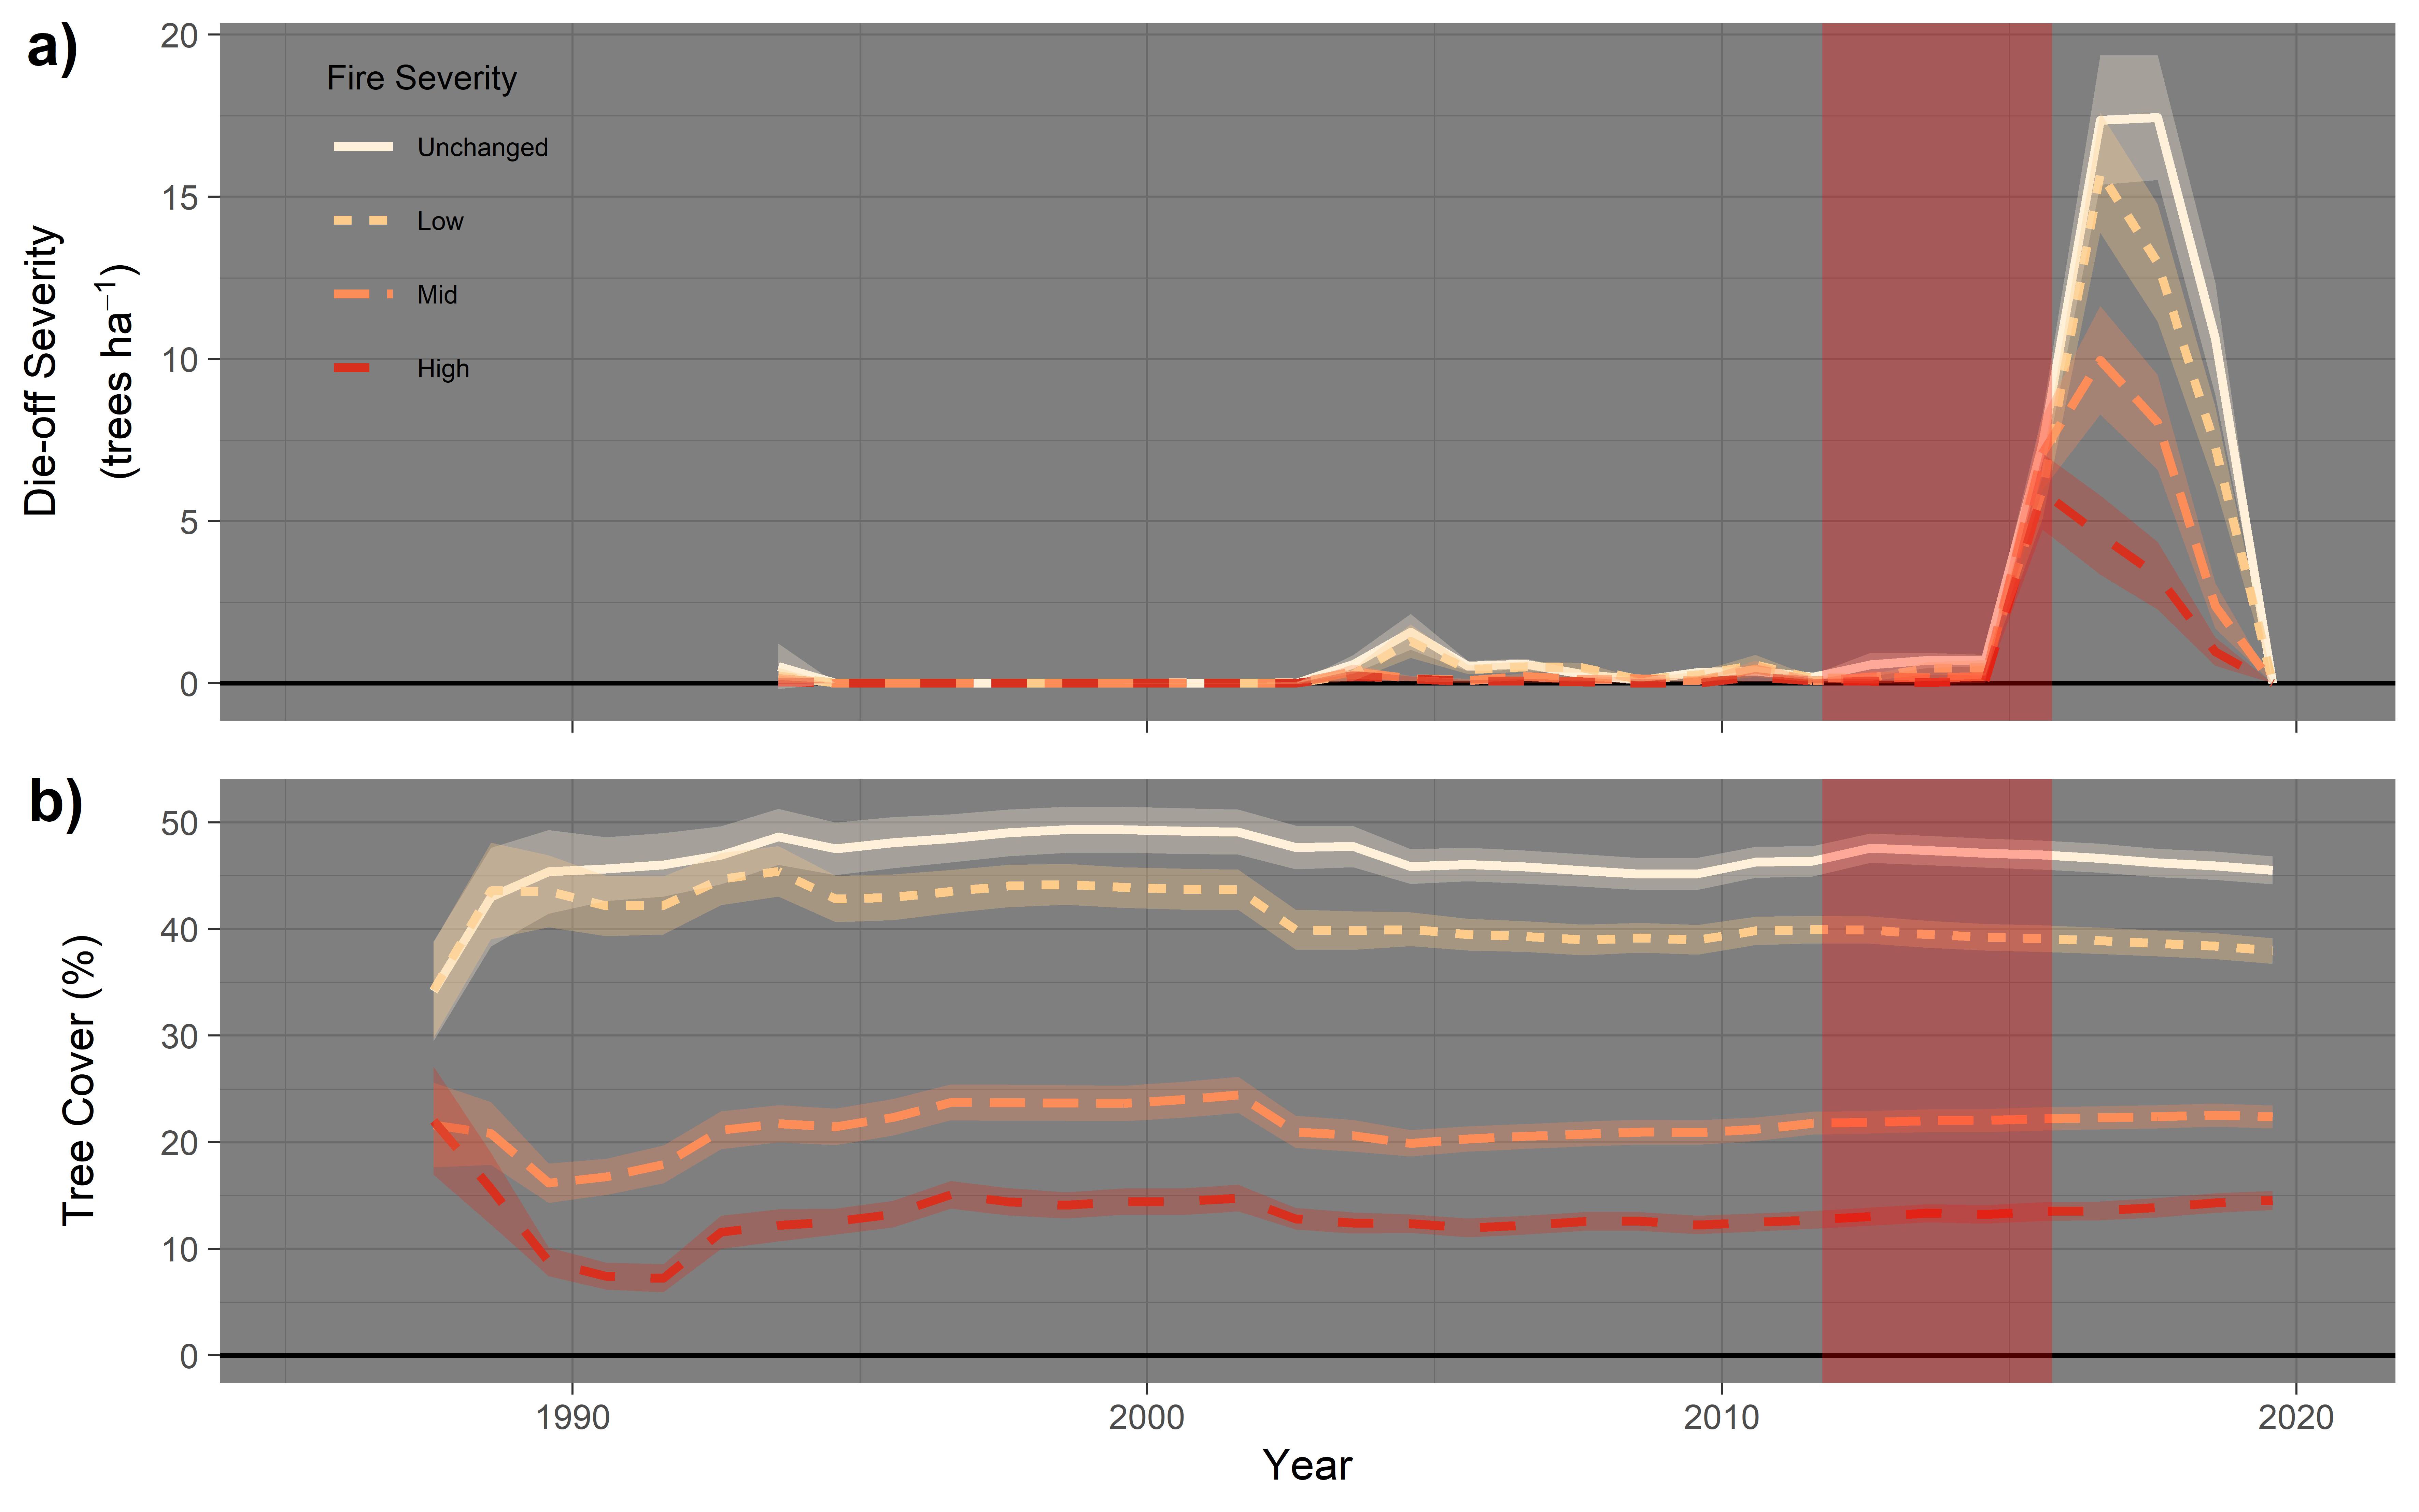 a)
Die-off Severity
(trees ha⁻¹)
20
15
10
5
0
Fire Severity
Unchanged
Low
Mid
High
b)
Tree Cover (%)
50
40
30
20
10
0
1990
2000
2010
2020
Year